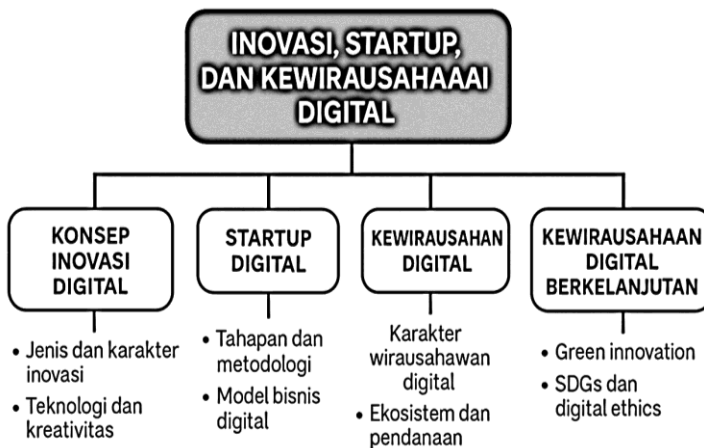 INOVASI, STARTUP,
DAN KEWIRAUSAHAAAI
DIGITAL
KONSEP
INOVASI
DIGITAL
• Jenis dan karakter
inovasi
• Teknologi dan
kreativitas
STARTUP
DIGITAL
• Tahapan dan
metodologi
• Model bisnis
digital
KEWIRAUSAHAN
DIGITAL
Karakter
wirausahawan
digital
• Ekosistem dan
pendanaan
KEWIRAUSAHAAN
DIGITAL
BERKELANJUTAN
• Green innovation
• SDGs dan
digital ethics